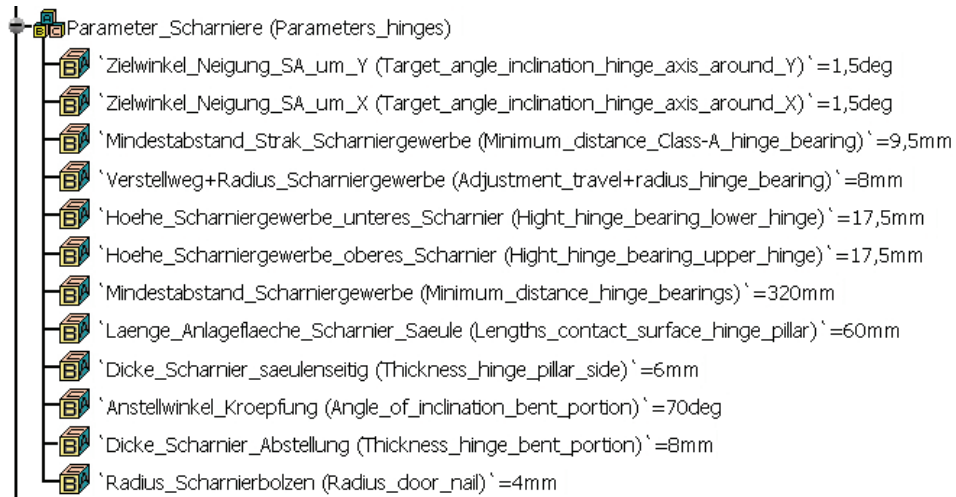 Parameter_Scharniere (Parameters_hinges)
`Zielwinkel_Neigung_SA_um_Y (Target_angle_inclination_hinge_axis_around_Y)`=1,5deg
`Zielwinkel_Neigung_SA_um_X (Target_angle_inclination_hinge_axis_around_X)`=1,5deg
`Mindestabstand_Strak_Scharniergewerbe (Minimum_distance_Class-A_hinge_bearing)`=9,5mm
`Verstellweg+Radius_Scharniergewerbe (Adjustment_travel+radius_hinge_bearing)`=8mm
`Hoehe_Scharniergewerbe_unteres_Scharnier (Hight_hinge_bearing_lower_hinge)`=17,5mm
`Hoehe_Scharniergewerbe_oberes_Scharnier (Hight_hinge_bearing_upper_hinge)`=17,5mm
`Mindestabstand_Scharniergewerbe (Minimum_distance_hinge_bearings)`=320mm
`Laenge_Anlageflaeche_Scharnier_Saeule (Lengths_contact_surface_hinge_pillar)`=60mm
`Dicke_Scharnier_saeulenseitig (Thickness_hinge_pillar_side)`=6mm
`Anstellwinkel_Kroepfung (Angle_of_inclination_bent_portion)`=70deg
`Dicke_Scharnier_Abstellung (Thickness_hinge_bent_portion)`=8mm
`Radius_Scharnierbolzen (Radius_door_nail)`=4mm